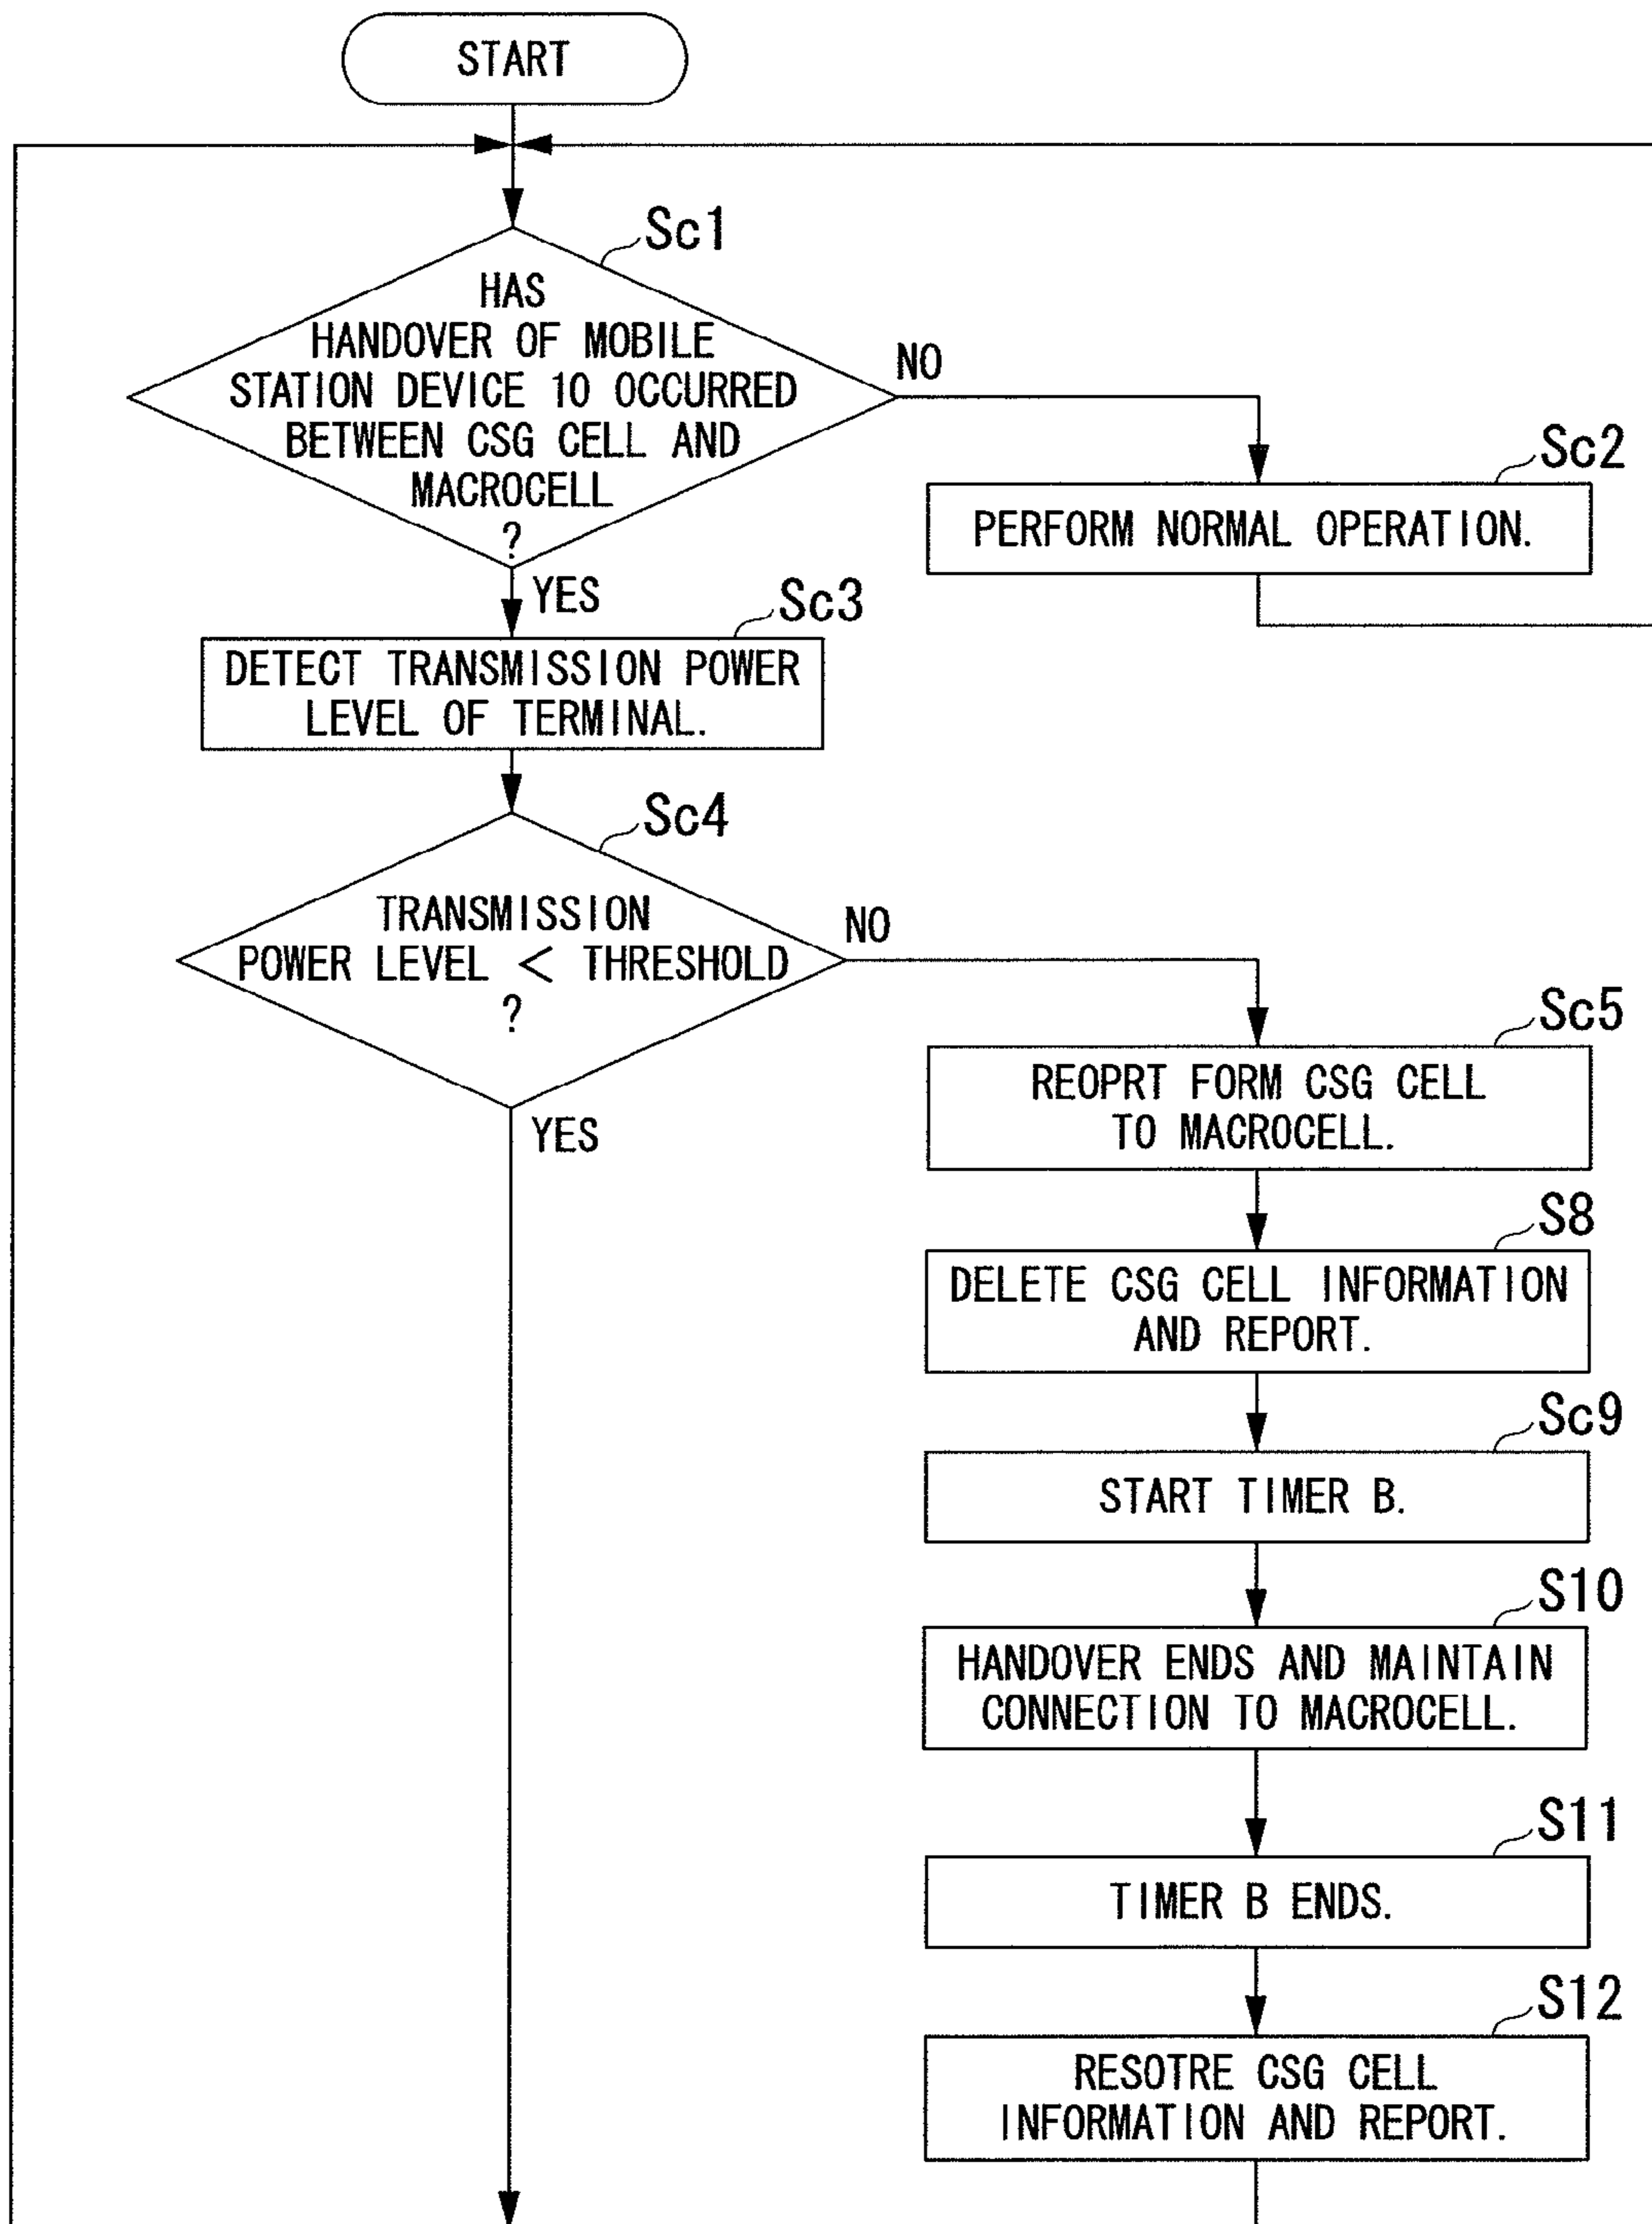 START
Sc1
HAS
HANDOVER OF MOBILE
STATION DEVICE 10 OCCURRED
BETWEEN CSG CELL AND
MACROCELL
?
NO
Sc2
PERFORM NORMAL OPERATION.
YES
Sc3
DETECT TRANSMISSION POWER
LEVEL OF TERMINAL.
Sc4
TRANSMISSION
POWER LEVEL < THRESHOLD
?
NO
YES
Sc5
REOPRT FORM CSG CELL
TO MACROCELL.
S8
DELETE CSG CELL INFORMATION
AND REPORT.
Sc9
START TIMER B.
S10
HANDOVER ENDS AND MAINTAIN
CONNECTION TO MACROCELL.
S11
TIMER B ENDS.
S12
RESOTRE CSG CELL
INFORMATION AND REPORT.